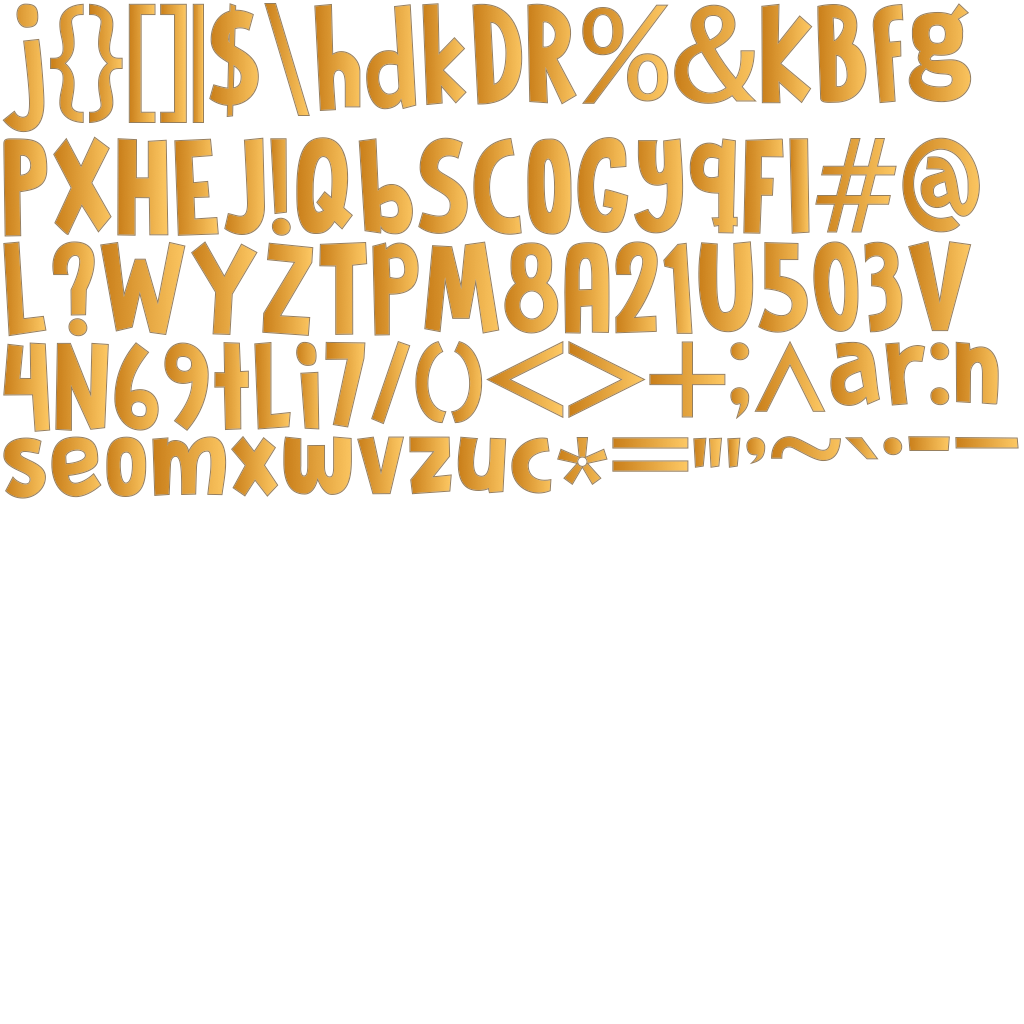 j{}[]|$\hdkDR%&KBfg
PXHEJ!QbSCOGyqFI#@
L?WYZTPM8A21U503V
4N69tLi7/()<>+;^ar:n
seomxwvzuc*="',~`.-_